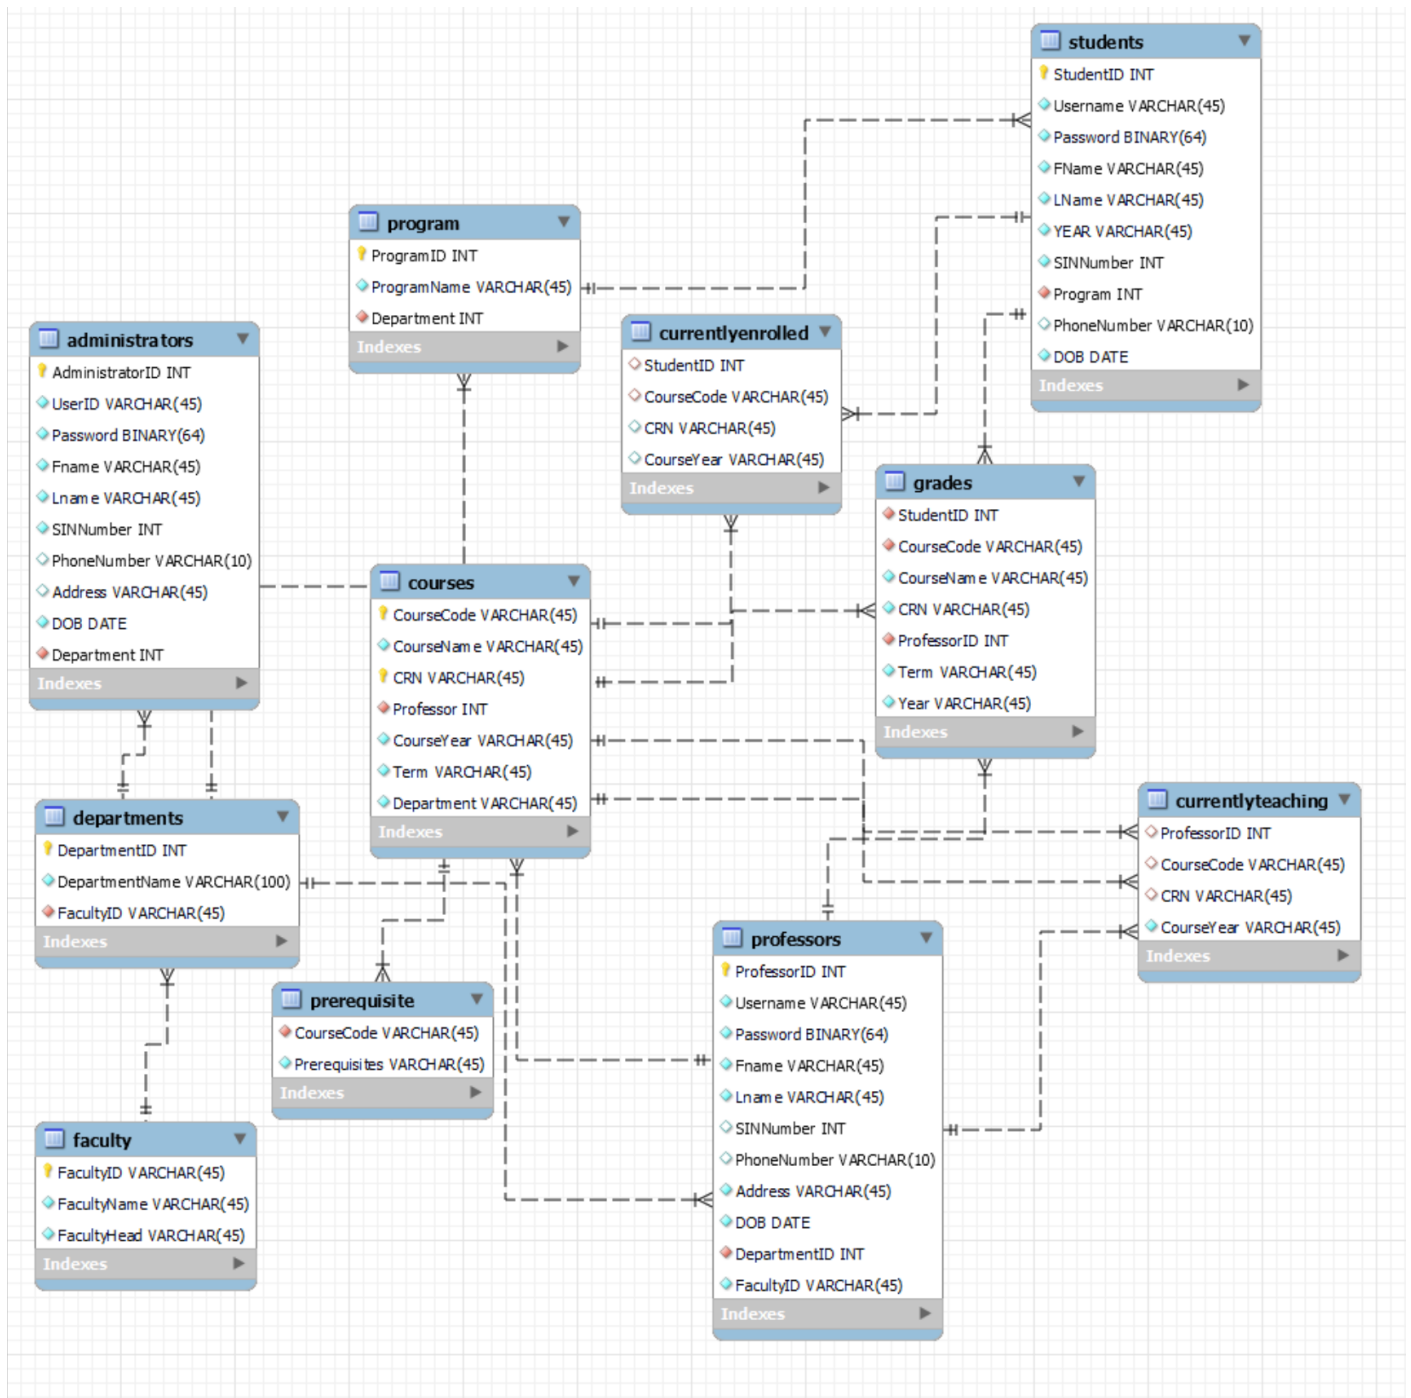 students
StudentID INT
Username VARCHAR(45)
Password BINARY(64)
FName VARCHAR(45)
LName VARCHAR(45)
YEAR VARCHAR(45)
SINNumber INT
Program INT
PhoneNumber VARCHAR(10)
DOB DATE
Indexes
program
ProgramID INT
ProgramName VARCHAR(45)
Department INT
Indexes
administrators
AdministratorID INT
UserID VARCHAR(45)
Password BINARY(64)
Fname VARCHAR(45)
Lname VARCHAR(45)
SINNumber INT
PhoneNumber VARCHAR(10)
Address VARCHAR(45)
DOB DATE
Department INT
Indexes
currentlyenrolled
StudentID INT
CourseCode VARCHAR(45)
CRN VARCHAR(45)
CourseYear VARCHAR(45)
Indexes
grades
StudentID INT
CourseCode VARCHAR(45)
CourseName VARCHAR(45)
CRN VARCHAR(45)
ProfessorID INT
Term VARCHAR(45)
Year VARCHAR(45)
Indexes
courses
CourseCode VARCHAR(45)
CourseName VARCHAR(45)
CRN VARCHAR(45)
Professor INT
CourseYear VARCHAR(45)
Term VARCHAR(45)
Department VARCHAR(45)
Indexes
departments
DepartmentID INT
DepartmentName VARCHAR(100)
FacultyID VARCHAR(45)
Indexes
currentlyteaching
ProfessorID INT
CourseCode VARCHAR(45)
CRN VARCHAR(45)
CourseYear VARCHAR(45)
Indexes
prerequisite
CourseCode VARCHAR(45)
Prerequisites VARCHAR(45)
Indexes
professors
ProfessorID INT
Username VARCHAR(45)
Password BINARY(64)
Fname VARCHAR(45)
Lname VARCHAR(45)
SINNumber INT
PhoneNumber VARCHAR(10)
Address VARCHAR(45)
DOB DATE
DepartmentID INT
FacultyID VARCHAR(45)
Indexes
faculty
FacultyID VARCHAR(45)
FacultyName VARCHAR(45)
FacultyHead VARCHAR(45)
Indexes